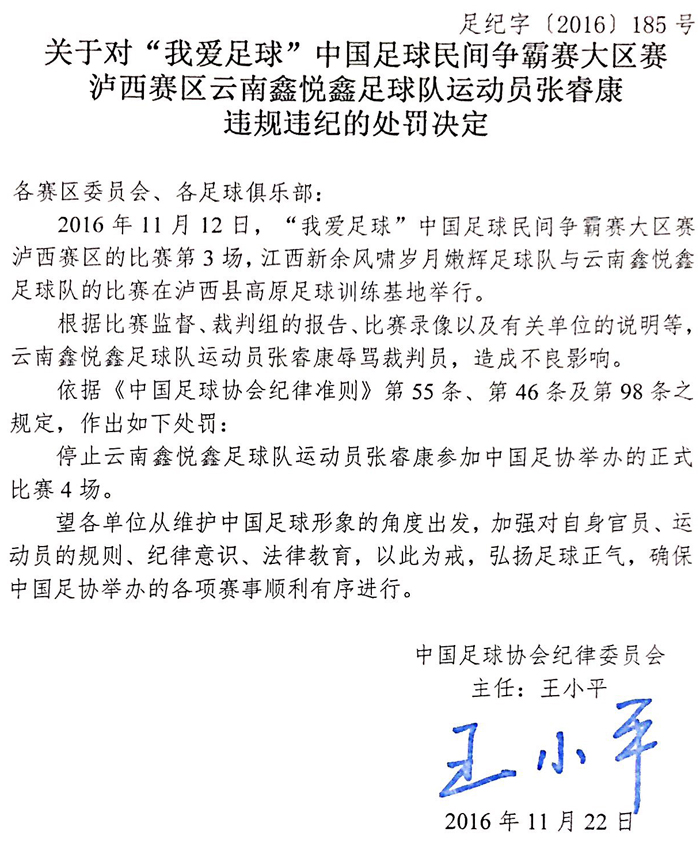 足纪字〔2016〕185 号
关于对“我爱足球”中国足球民间争霸赛大区赛
泸西赛区云南鑫悦鑫足球队运动员张睿康
违规违纪的处罚决定
各赛区委员会、各足球俱乐部：
2016 年 11 月 12 日，“我爱足球”中国足球民间争霸赛大区赛
泸西赛区的比赛第 3 场，江西新余风啸岁月嫩辉足球队与云南鑫悦鑫
足球队的比赛在泸西县高原足球训练基地举行。
根据比赛监督、裁判组的报告、比赛录像以及有关单位的说明等，
云南鑫悦鑫足球队运动员张睿康辱骂裁判员，造成不良影响。
依据《中国足球协会纪律准则》第 55 条、第 46 条及第 98 条之
规定，作出如下处罚：
停止云南鑫悦鑫足球队运动员张睿康参加中国足协举办的正式
比赛 4 场。
望各单位从维护中国足球形象的角度出发，加强对自身官员、运
动员的规则、纪律意识、法律教育，以此为戒，弘扬足球正气，确保
中国足协举办的各项赛事顺利有序进行。
中国足球协会纪律委员会
主任：王小平
王小平
2016 年 11 月 22 日